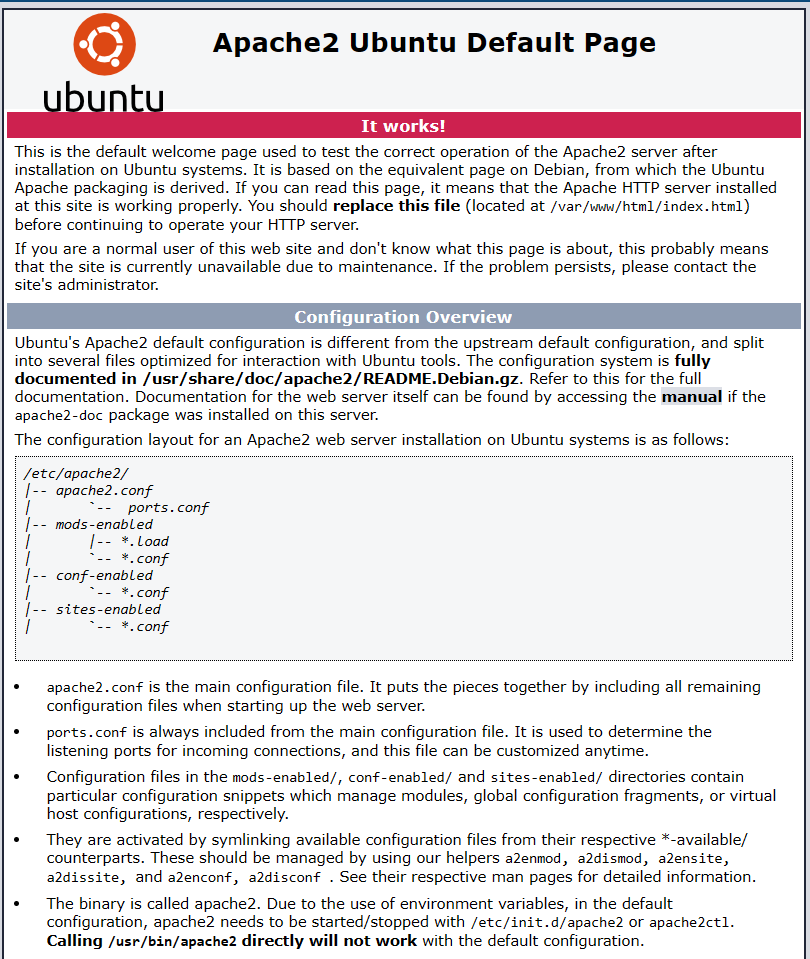 Apache2 Ubuntu Default Page
ubuntu
It works!
This is the default welcome page used to test the correct operation of the Apache2 server after
installation on Ubuntu systems. It is based on the equivalent page on Debian, from which the Ubuntu
Apache packaging is derived. If you can read this page, it means that the Apache HTTP server installed
at this site is working properly. You should replace this file (located at /var/www/html/index.html)
before continuing to operate your HTTP server.
If you are a normal user of this web site and don't know what this page is about, this probably means
that the site is currently unavailable due to maintenance. If the problem persists, please contact the
site's administrator.
Configuration Overview
Ubuntu's Apache2 default configuration is different from the upstream default configuration, and split
into several files optimized for interaction with Ubuntu tools. The configuration system is fully
documented in /usr/share/doc/apache2/README.Debian.gz. Refer to this for the full
documentation. Documentation for the web server itself can be found by accessing the manual if the
apache2-doc package was installed on this server.
The configuration layout for an Apache2 web server installation on Ubuntu systems is as follows:
/etc/apache2/
|-- apache2.conf
|       `--  ports.conf
|-- mods-enabled
|       |-- *.load
|       `-- *.conf
|-- conf-enabled
|       `-- *.conf
|-- sites-enabled
|       `-- *.conf
• apache2.conf is the main configuration file. It puts the pieces together by including all remaining
configuration files when starting up the web server.
• ports.conf is always included from the main configuration file. It is used to determine the
listening ports for incoming connections, and this file can be customized anytime.
• Configuration files in the mods-enabled/, conf-enabled/ and sites-enabled/ directories contain
particular configuration snippets which manage modules, global configuration fragments, or virtual
host configurations, respectively.
• They are activated by symlinking available configuration files from their respective *-available/
counterparts. These should be managed by using our helpers a2enmod, a2dismod, a2ensite,
a2dissite, and a2enconf, a2disconf . See their respective man pages for detailed information.
• The binary is called apache2. Due to the use of environment variables, in the default
configuration, apache2 needs to be started/stopped with /etc/init.d/apache2 or apache2ctl.
Calling /usr/bin/apache2 directly will not work with the default configuration.